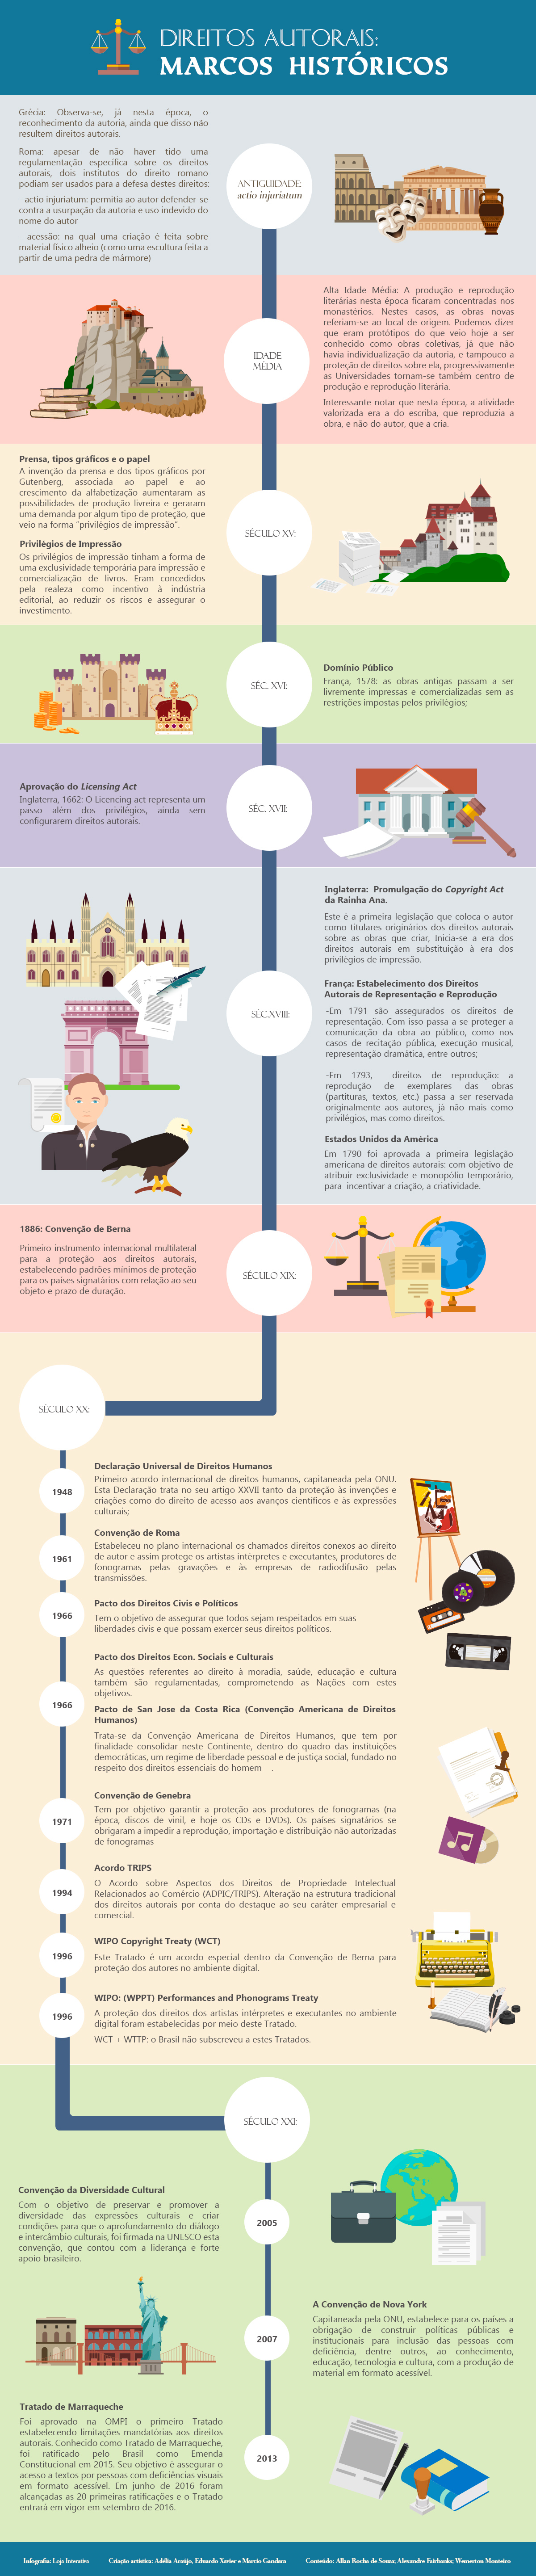 DIREITOS AUTORAIS:
MARCOS HISTÓRICOS
Grécia: Observa-se, já nesta época, o
reconhecimento da autoria, ainda que disso não
resultem direitos autorais.
Roma: apesar de não haver tido uma
regulamentação específica sobre os direitos
autorais, dois institutos do direito romano
podiam ser usados para a defesa destes direitos:
- actio injuriatum: permitia ao autor defender-se
contra a usurpação da autoria e uso indevido do
nome do autor
- acessão: na qual uma criação é feita sobre
material físico alheio (como uma escultura feita a
partir de uma pedra de mármore)
ANTIGUIDADE:
actio injuriatum
IDADE
MÉDIA
Alta Idade Média: A produção e reprodução
literárias nesta época ficaram concentradas nos
monastérios. Nestes casos, as obras novas
referiam-se ao local de origem. Podemos dizer
que eram protótipos do que veio hoje a ser
conhecido como obras coletivas, já que não
havia individualização da autoria, e tampouco a
proteção de direitos sobre ela, progressivamente
as Universidades tornam-se também centro de
produção e reprodução literária.
Interessante notar que nesta época, a atividade
valorizada era a do escriba, que reproduzia a
obra, e não do autor, que a cria.
Prensa, tipos gráficos e o papel
A invenção da prensa e dos tipos gráficos por
Gutenberg, associada ao papel e ao
crescimento da alfabetização aumentaram as
possibilidades de produção livreira e geraram
uma demanda por algum tipo de proteção, que
veio na forma "privilégios de impressão".
Privilégios de Impressão
Os privilégios de impressão tinham a forma de
uma exclusividade temporária para impressão e
comercialização de livros. Eram concedidos
pela realeza como incentivo à indústria
editorial, ao reduzir os riscos e assegurar o
investimento.
SÉCULO XV:
SÉC. XVI:
Domínio Público
França, 1578: as obras antigas passam a ser
livremente impressas e comercializadas sem as
restrições impostas pelos privilégios;
Aprovação do Licensing Act
Inglaterra, 1662: O Licencing act representa um
passo além dos privilégios, ainda sem
configurarem direitos autorais.
SÉC. XVII:
SÉC.XVIII:
Inglaterra: Promulgação do Copyright Act
da Rainha Ana.
Este é a primeira legislação que coloca o autor
como titulares originários dos direitos autorais
sobre as obras que criar, Inicia-se a era dos
direitos autorais em substituição à era dos
privilégios de impressão.
França: Estabelecimento dos Direitos
Autorais de Representação e Reprodução
-Em 1791 são assegurados os direitos de
representação. Com isso passa a se proteger a
comunicação da obra ao público, como nos
casos de recitação pública, execução musical,
representação dramática, entre outros;
-Em 1793, direitos de reprodução: a
reprodução de exemplares das obras
(partituras, textos, etc.) passa a ser reservada
originalmente aos autores, já não mais como
privilégios, mas como direitos.
Estados Unidos da América
Em 1790 foi aprovada a primeira legislação
americana de direitos autorais: com objetivo de
atribuir exclusividade e monopólio temporário,
para incentivar a criação, a criatividade.
1886: Convenção de Berna
Primeiro instrumento internacional multilateral
para a proteção aos direitos autorais,
estabelecendo padrões mínimos de proteção
para os países signatários com relação ao seu
objeto e prazo de duração.
SÉCULO XIX:
SÉCULO XX:
1948
Declaração Universal de Direitos Humanos
Primeiro acordo internacional de direitos humanos, capitaneada pela ONU.
Esta Declaração trata no seu artigo XXVII tanto da proteção às invenções e
criações como do direito de acesso aos avanços científicos e às expressões
culturais;
1961
Convenção de Roma
Estabeleceu no plano internacional os chamados direitos conexos ao direito
de autor e assim protege os artistas intérpretes e executantes, produtores de
fonogramas pelas gravações e às empresas de radiodifusão pelas
transmissões.
1966
Pacto dos Direitos Civis e Políticos
Tem o objetivo de assegurar que todos sejam respeitados em suas
liberdades civis e que possam exercer seus direitos políticos.
1966
Pacto dos Direitos Econ. Sociais e Culturais
As questões referentes ao direito à moradia, saúde, educação e cultura
também são regulamentadas, comprometendo as Nações com estes
objetivos.
Pacto de San Jose da Costa Rica (Convenção Americana de Direitos
Humanos)
Trata-se da Convenção Americana de Direitos Humanos, que tem por
finalidade consolidar neste Continente, dentro do quadro das instituições
democráticas, um regime de liberdade pessoal e de justiça social, fundado no
respeito dos direitos essenciais do homem .
1971
Convenção de Genebra
Tem por objetivo garantir a proteção aos produtores de fonogramas (na
época, discos de vinil, e hoje os CDs e DVDs). Os países signatários se
obrigaram a impedir a reprodução, importação e distribuição não autorizadas
de fonogramas
1994
Acordo TRIPS
O Acordo sobre Aspectos dos Direitos de Propriedade Intelectual
Relacionados ao Comércio (ADPIC/TRIPS). Alteração na estrutura tradicional
dos direitos autorais por conta do destaque ao seu caráter empresarial e
comercial.
1996
WIPO Copyright Treaty (WCT)
Este Tratado é um acordo especial dentro da Convenção de Berna para
proteção dos autores no ambiente digital.
1996
WIPO: (WPPT) Performances and Phonograms Treaty
A proteção dos direitos dos artistas intérpretes e executantes no ambiente
digital foram estabelecidas por meio deste Tratado.
WCT + WTTP: o Brasil não subscreveu a estes Tratados.
SÉCULO XXI:
Convenção da Diversidade Cultural
Com o objetivo de preservar e promover a
diversidade das expressões culturais e criar
condições para que o aprofundamento do diálogo
e intercâmbio culturais, foi firmada na UNESCO esta
convenção, que contou com a liderança e forte
apoio brasileiro.
2005
2007
A Convenção de Nova York
Capitaneada pela ONU, estabelece para os países a
obrigação de construir políticas públicas e
institucionais para inclusão das pessoas com
deficiência, dentre outros, ao conhecimento,
educação, tecnologia e cultura, com a produção de
material em formato acessível.
Tratado de Marraqueche
Foi aprovado na OMPI o primeiro Tratado
estabelecendo limitações mandatórias aos direitos
autorais. Conhecido como Tratado de Marraqueche,
foi ratificado pelo Brasil como Emenda
Constitucional em 2015. Seu objetivo é assegurar o
acesso a textos por pessoas com deficiências visuais
em formato acessível. Em junho de 2016 foram
alcançadas as 20 primeiras ratificações e o Tratado
entrará em vigor em setembro de 2016.
2013
Infografia: Loja Interativa Criação artística: Adélia Araújo, Eduardo Xavier e Marcio Gandara Conteúdo: Allan Rocha de Souza; Alexandre Fairbanks; Wemerton Monteiro